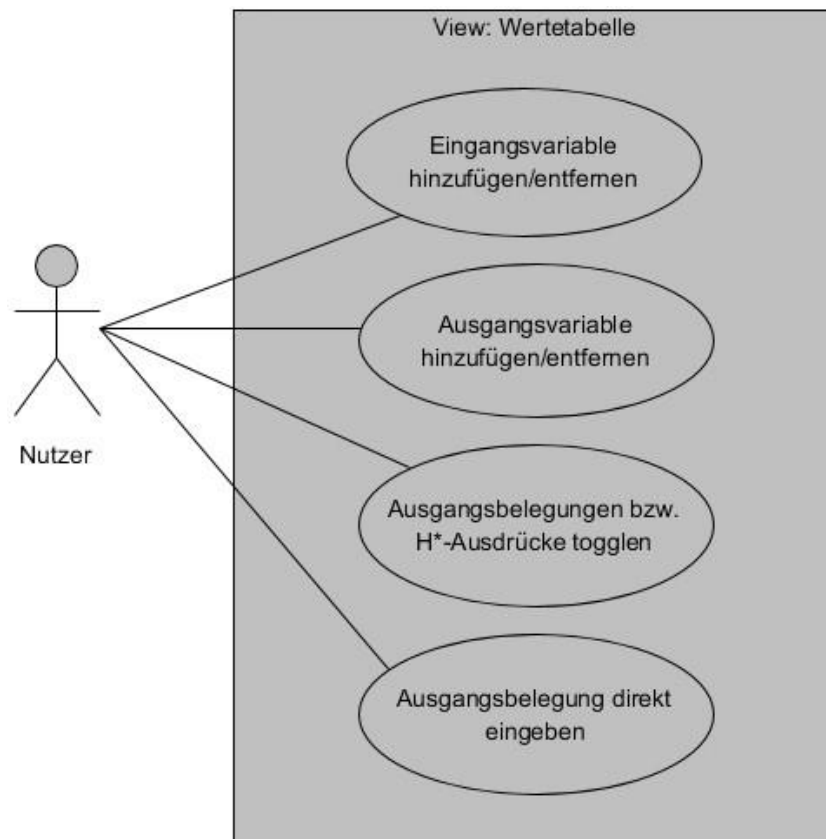 View: Wertetabelle
Eingangsvariable
hinzufügen/entfernen
Ausgangsvariable
hinzufügen/entfernen
Nutzer
Ausgangsbelegungen bzw.
H*-Ausdrücke togglen
Ausgangsbelegung direkt
eingeben